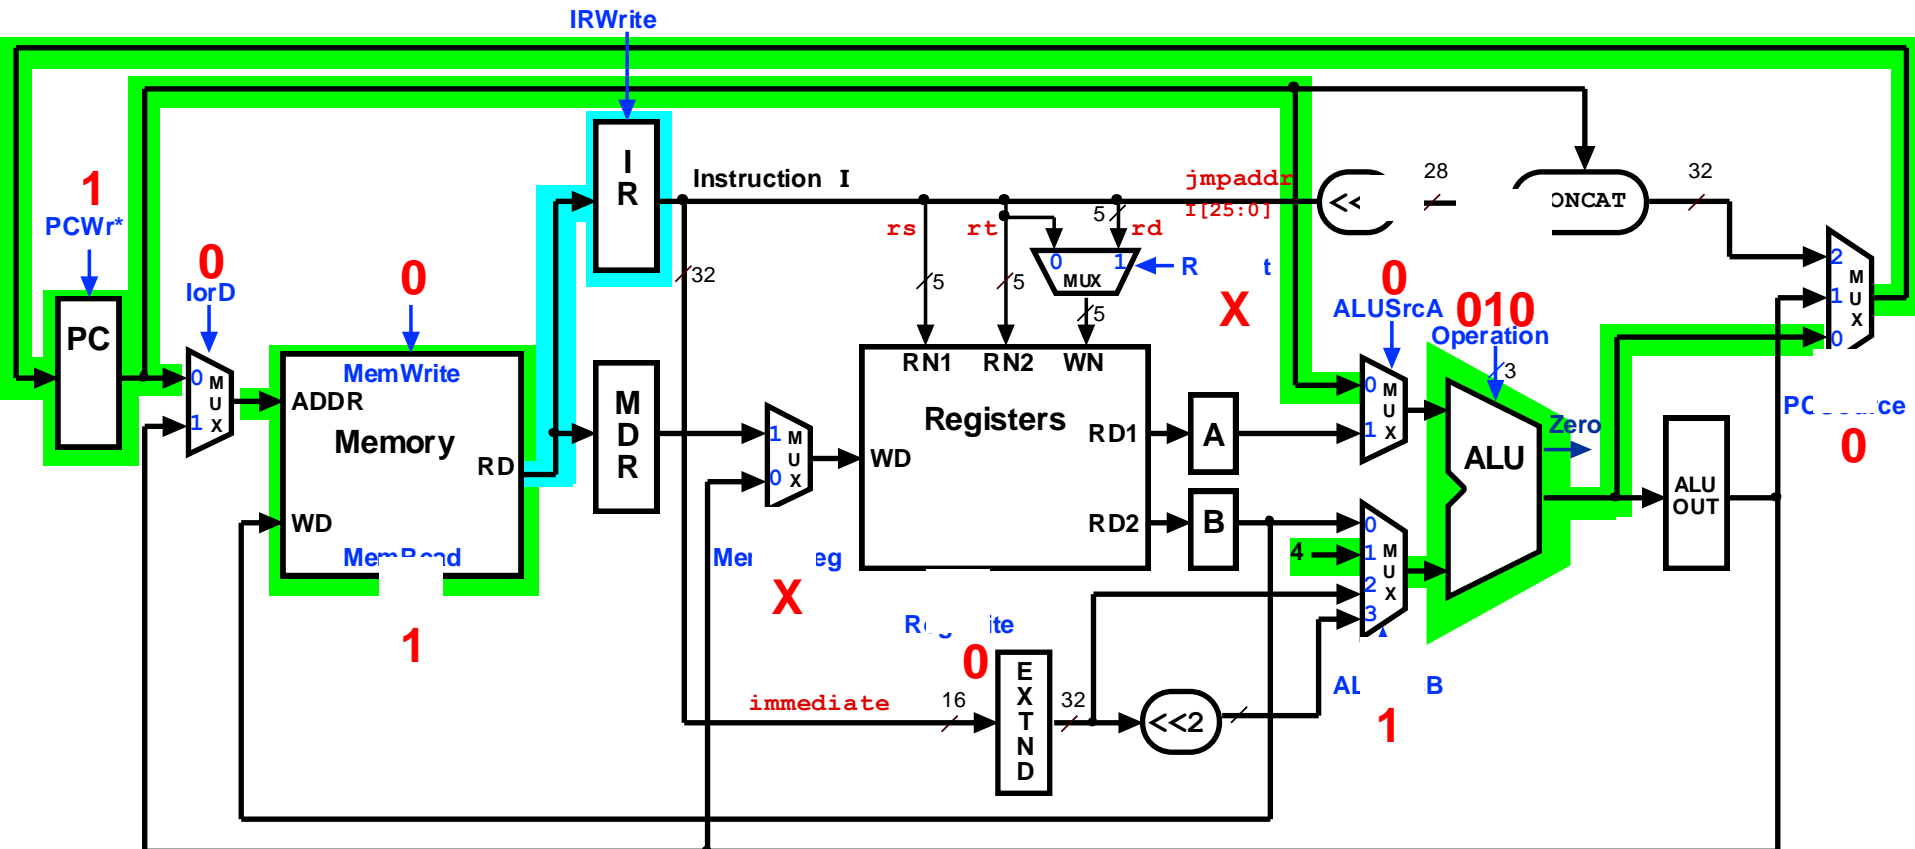 IRWrite
I
R
Instruction I
jmpaddr
I[25:0]
28
32
ONCAT
1
PCWr*
0
IorD
0
rs
rt
5
rd
0
1
MUX
R
t
X
5
5
5
32
PC
0
M
U
X
1
MemWrite
ADDR
Memory
RD
WD
1
M
D
R
1
M
U
X
0
X
RN1
RN2
WN
Registers
WD
RD1
RD2
0
A
B
0
ALUSrcA
0
M
U
X
1
010
Operation
3
ALU
Zero
4
0
1
2
3
M
U
X
B
1
ALU
OUT
2
1
0
M
U
X
0
immediate
16
E
X
T
N
D
32
<<2